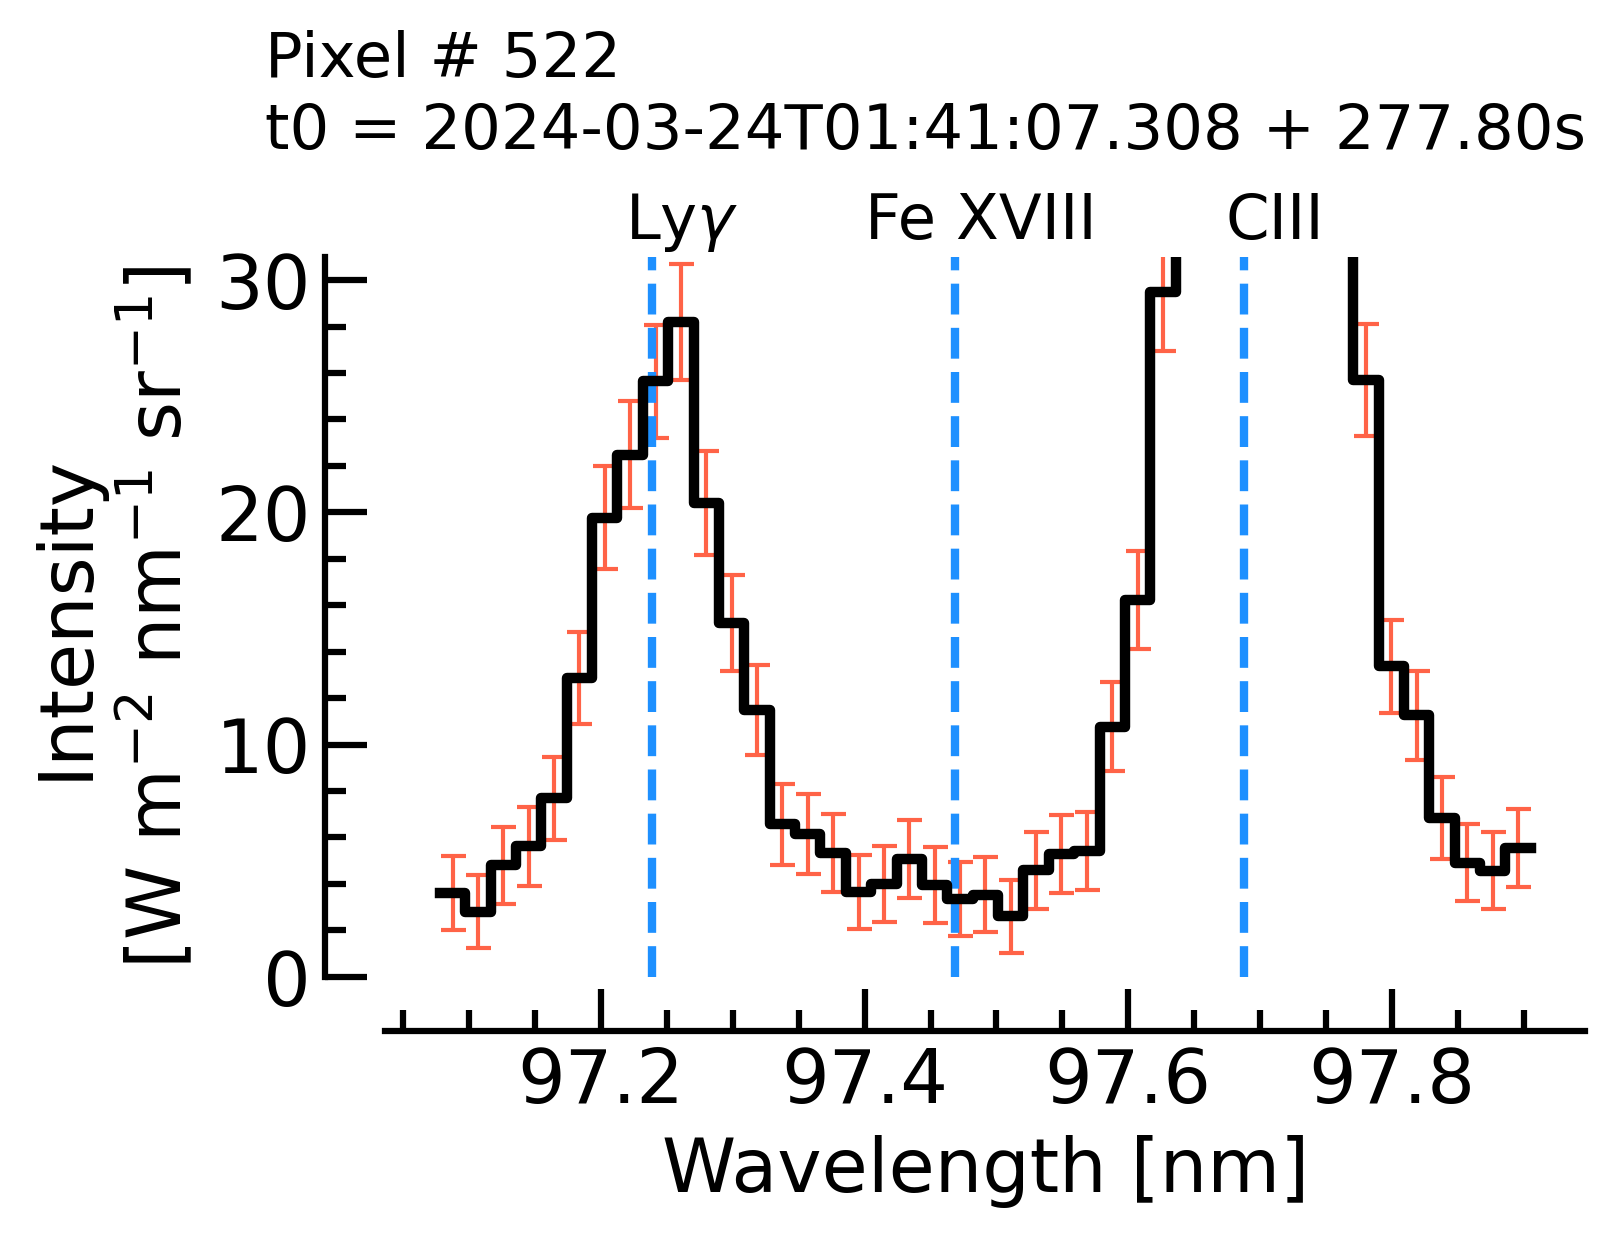 Pixel # 522
t0 = 2024-03-24T01:41:07.308 + 277.80s
Lyγ Fe XVIII CIII
Intensity
[W m⁻² nm⁻¹ sr⁻¹]
30
20
10
0
97.2 97.4 97.6 97.8
Wavelength [nm]